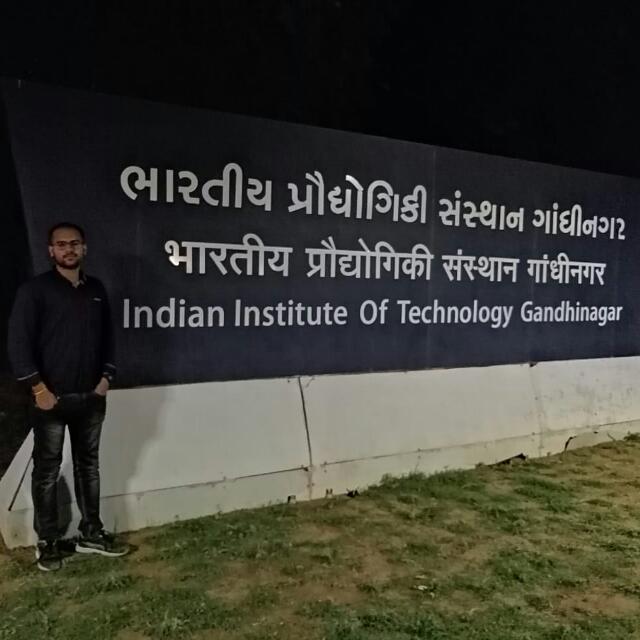 ભારતીય પ્રૌદ્યોગિકી સંસ્થાન ગાંધીનગર
भारतीय प्रौद्योगिकी संस्थान गांधीनगर
Indian Institute Of Technology Gandhinagar